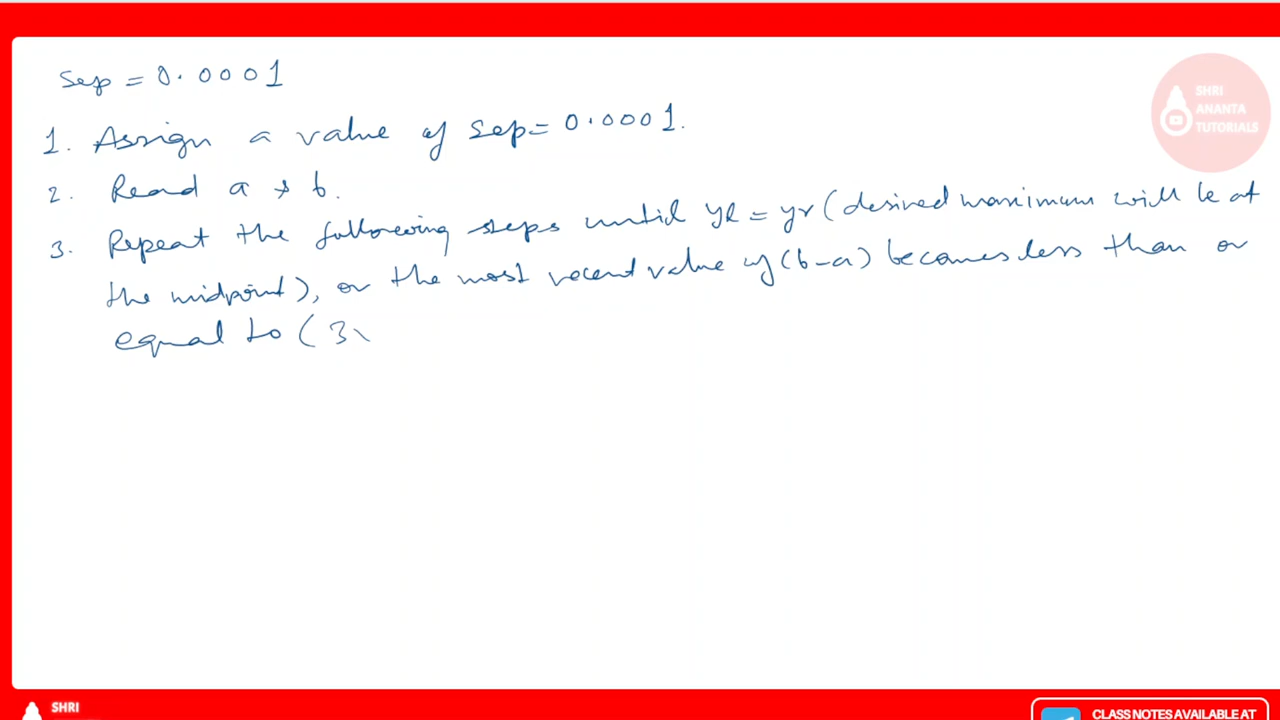 Sep = 0.0001
1. Assign a value of sep = 0.0001.
2. Read a & b.
3. Repeat the following steps until yl = yr (desired maximum will be at
the midpoint), or the most recent value of (b-a) becomes less than or
equal to (3
SHRI
ANANTA
TUTORIALS
SHRI
CLASS NOTES AVAILABLE AT